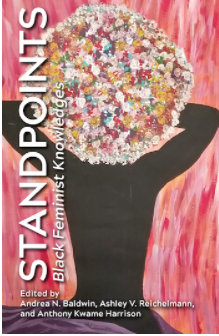 STANDPOINTS
Black Feminist Knowledges
Edited by
Andrea N. Baldwin, Ashley V. Reichelmann,
and Anthony Kwame Harrison